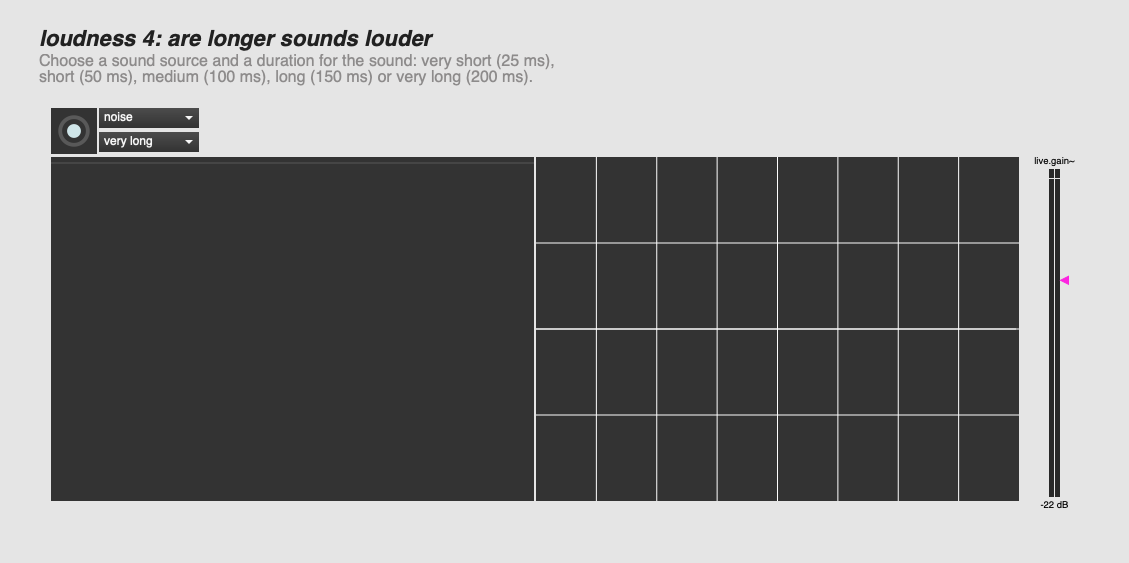 loudness 4: are longer sounds louder
Choose a sound source and a duration for the sound: very short (25 ms),
short (50 ms), medium (100 ms), long (150 ms) or very long (200 ms).
noise
very long
live.gain~
-22 dB